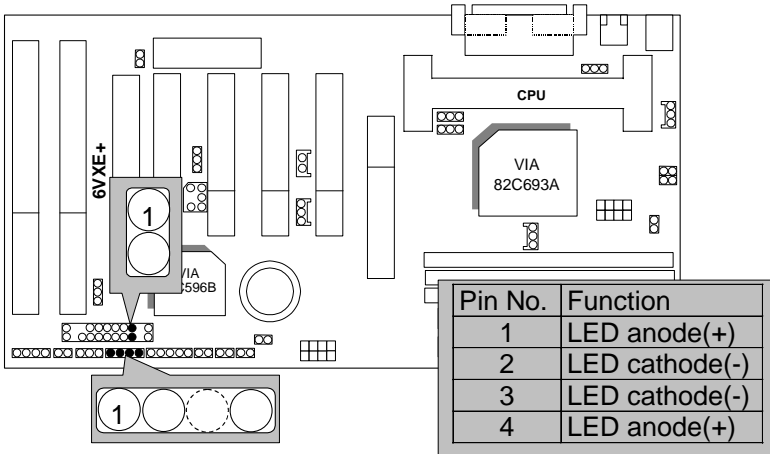 CPU
6VXE+
VIA
82C693A
1
VIA
C596B
Pin No. Function
1 LED anode(+)
2 LED cathode(-)
3 LED cathode(-)
4 LED anode(+)
1